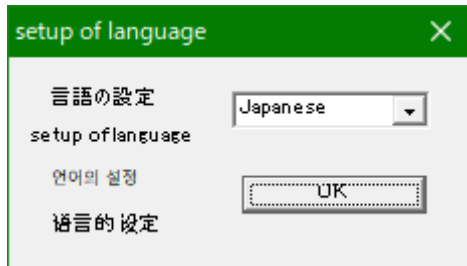 setup of language
言語の設定
Japanese
setup oflanguage
언어의 설정
OK
语言的 设定